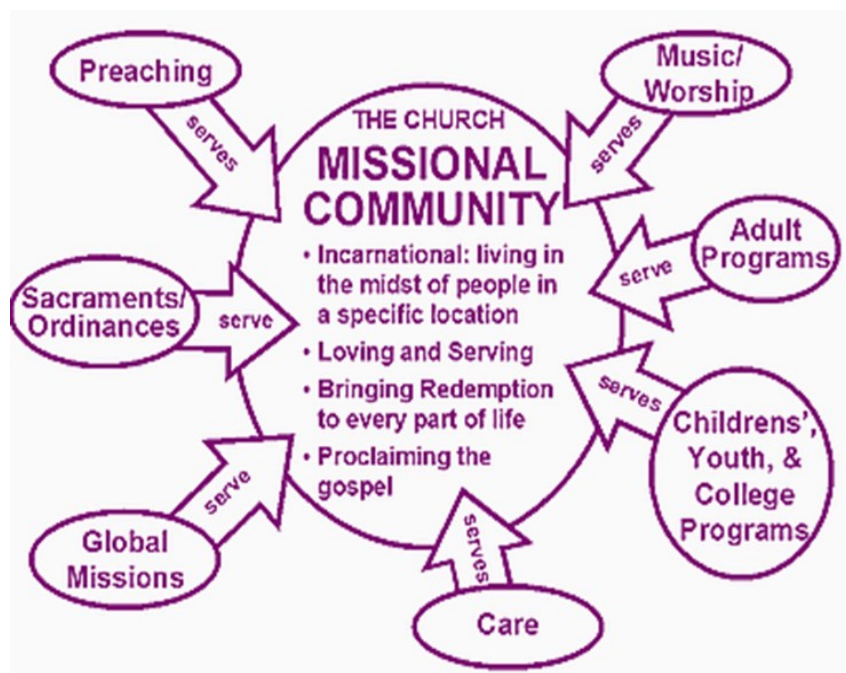 Preaching
serves
Music/
Worship
serves
THE CHURCH
MISSIONAL
COMMUNITY
• Incarnational: living in
the midst of people in
a specific location
• Loving and Serving
• Bringing Redemption
to every part of life
• Proclaiming the
gospel
Adult
Programs
serve
Sacraments/
Ordinances
serve
Childrens',
Youth, &
College
Programs
serves
Global
Missions
serve
Care
serves